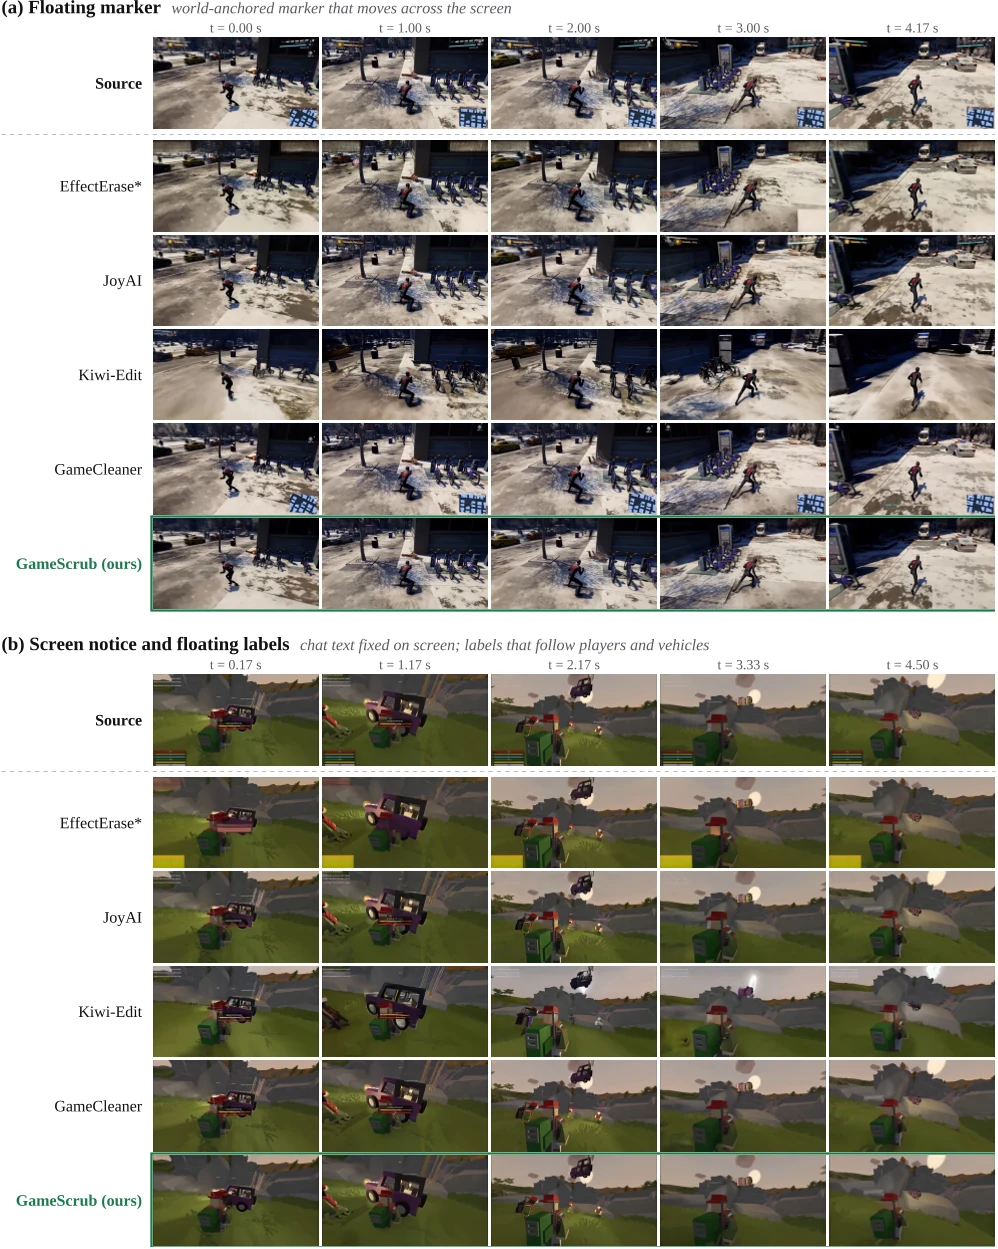 (a) Floating marker world-anchored marker that moves across the screen
t = 0.00 s t = 1.00 s t = 2.00 s t = 3.00 s t = 4.17 s
Source
EffectErase*
JoyAI
Kiwi-Edit
GameCleaner
GameScrub (ours)
(b) Screen notice and floating labels chat text fixed on screen; labels that follow players and vehicles
t = 0.17 s t = 1.17 s t = 2.17 s t = 3.33 s t = 4.50 s
Source
EffectErase*
JoyAI
Kiwi-Edit
GameCleaner
GameScrub (ours)